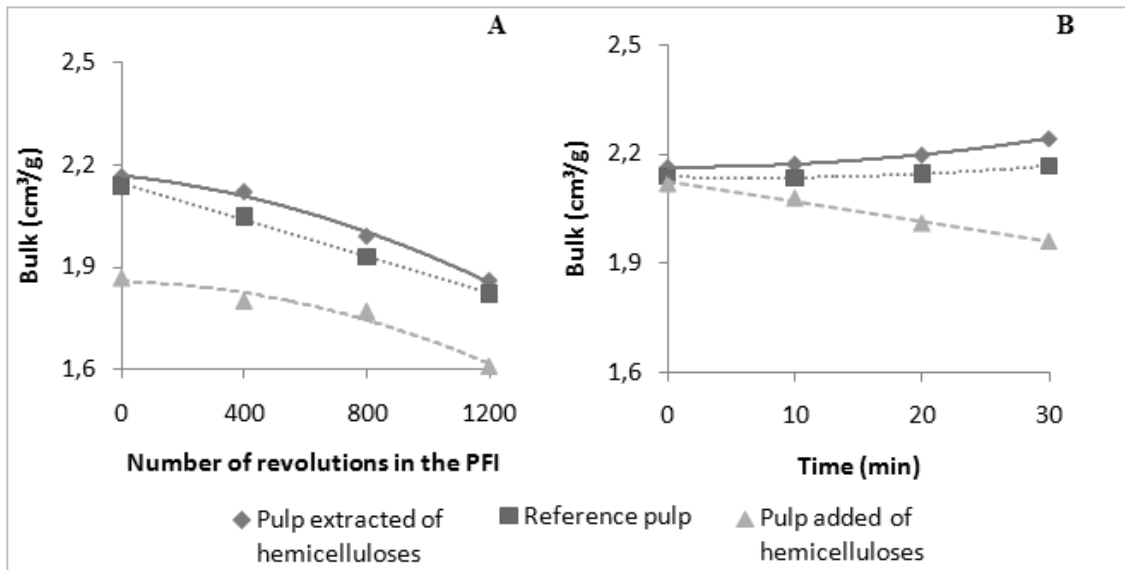 A
2,5
2,2
1,9
1,6
Bulk (cm³/g)
0 400 800 1200
Number of revolutions in the PFI
B
2,5
2,2
1,9
1,6
Bulk (cm³/g)
0 10 20 30
Time (min)
Pulp extracted of
hemicelluloses
Reference pulp
Pulp added of
hemicelluloses